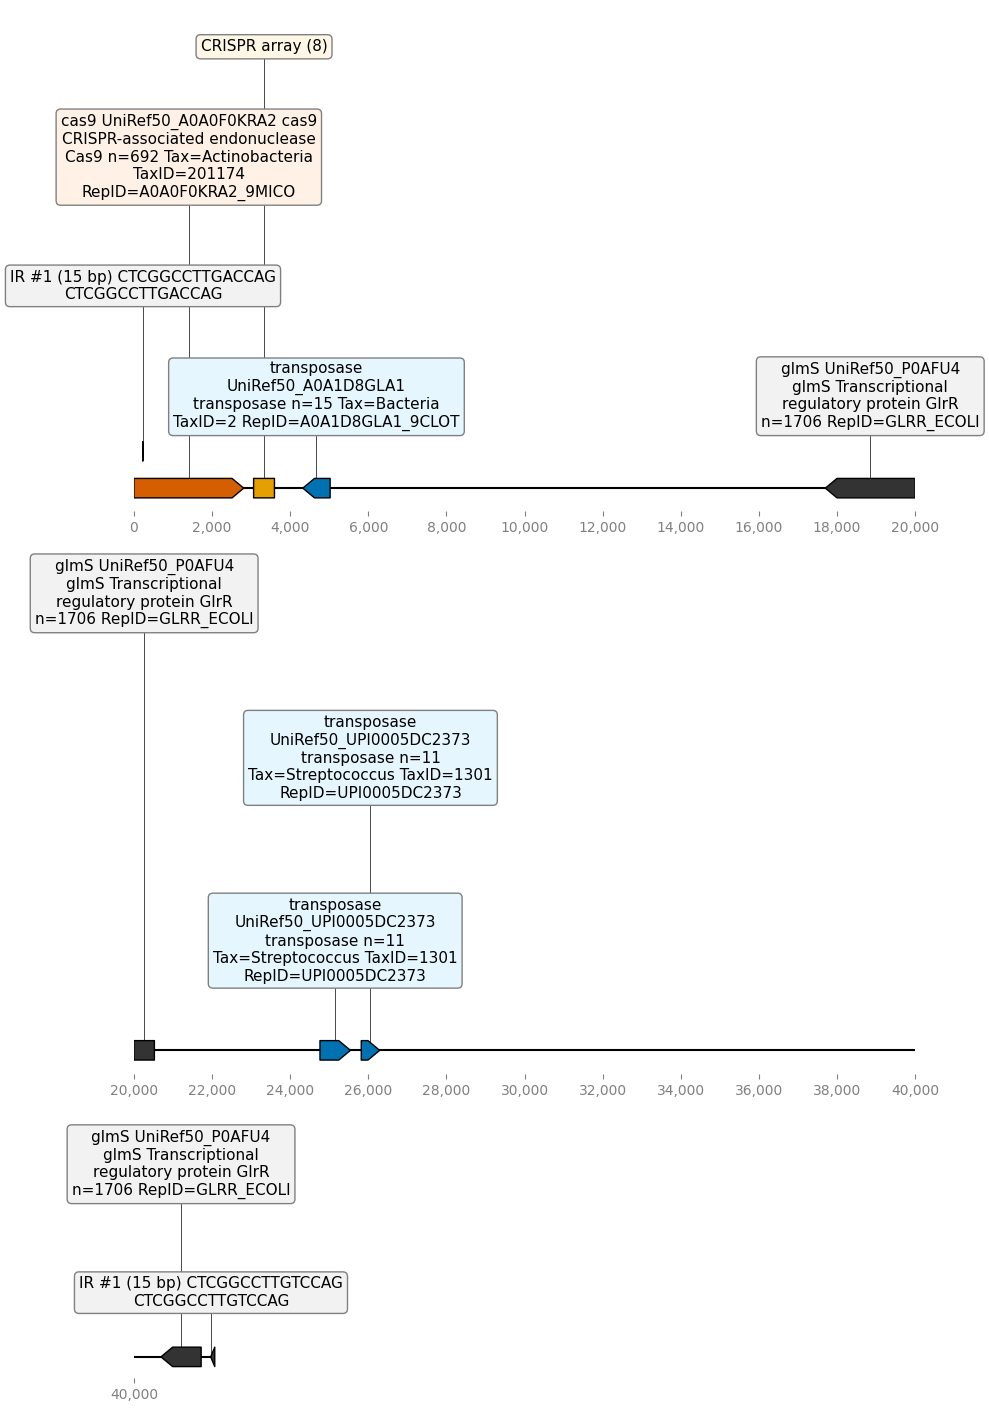 CRISPR array (8)
cas9 UniRef50_A0A0F0KRA2 cas9
CRISPR-associated endonuclease
Cas9 n=692 Tax=Actinobacteria
TaxID=201174
RepID=A0A0F0KRA2_9MICO
IR #1 (15 bp) CTCGGCCTTGACCAG
CTCGGCCTTGACCAG
transposase
UniRef50_A0A1D8GLA1
transposase n=15 Tax=Bacteria
TaxID=2 RepID=A0A1D8GLA1_9CLOT
glmS UniRef50_P0AFU4
glmS Transcriptional
regulatory protein GlrR
n=1706 RepID=GLRR_ECOLI
0 2,000 4,000 6,000 8,000 10,000 12,000 14,000 16,000 18,000 20,000
glmS UniRef50_P0AFU4
glmS Transcriptional
regulatory protein GlrR
n=1706 RepID=GLRR_ECOLI
transposase
UniRef50_UPI0005DC2373
transposase n=11
Tax=Streptococcus TaxID=1301
RepID=UPI0005DC2373
transposase
UniRef50_UPI0005DC2373
transposase n=11
Tax=Streptococcus TaxID=1301
RepID=UPI0005DC2373
20,000 22,000 24,000 26,000 28,000 30,000 32,000 34,000 36,000 38,000 40,000
glmS UniRef50_P0AFU4
glmS Transcriptional
regulatory protein GlrR
n=1706 RepID=GLRR_ECOLI
IR #1 (15 bp) CTCGGCCTTGTCCAG
CTCGGCCTTGTCCAG
40,000